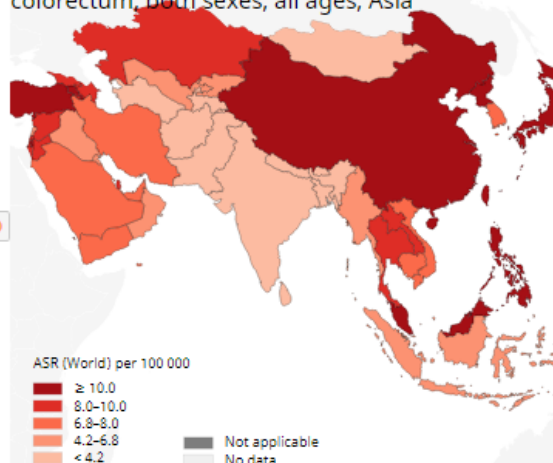 colorectum, both sexes, all ages, Asia
ASR (World) per 100 000
≥ 10.0
8.0–10.0
6.8–8.0
4.2–6.8
< 4.2
Not applicable
No data